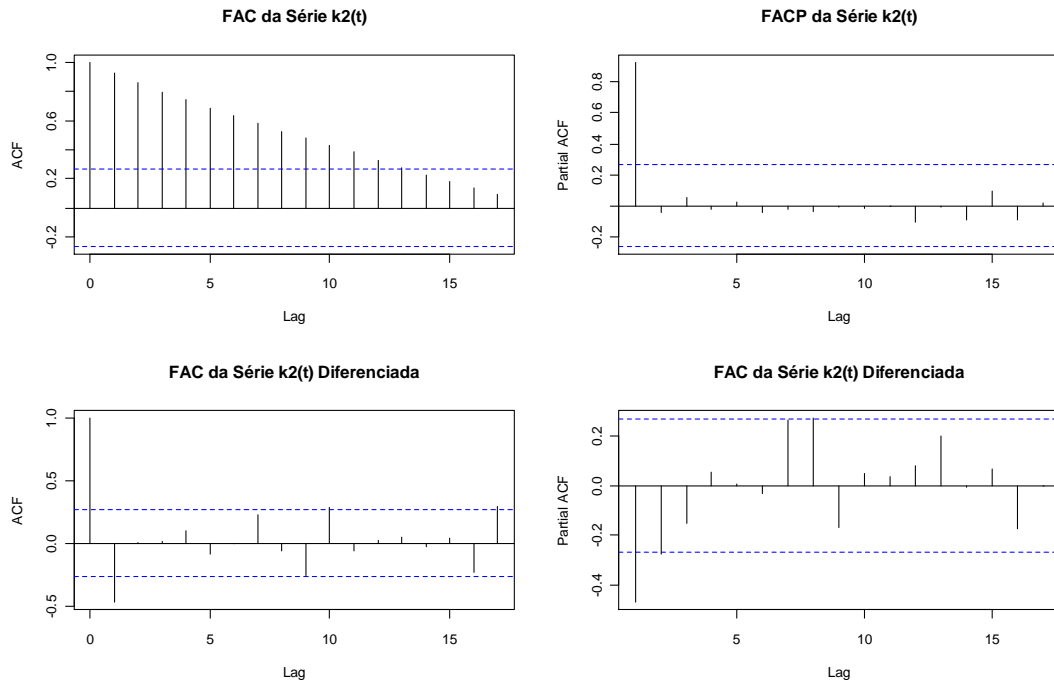 FAC da Série k2(t)
ACF
1.0
0.6
0.2
-0.2
0
5
10
15
Lag
FACP da Série k2(t)
Partial ACF
0.8
0.6
0.4
0.2
-0.2
5
10
15
Lag
FAC da Série k2(t) Diferenciada
ACF
1.0
0.5
0.0
-0.5
0
5
10
15
Lag
FAC da Série k2(t) Diferenciada
Partial ACF
0.2
0.0
-0.2
-0.4
5
10
15
Lag